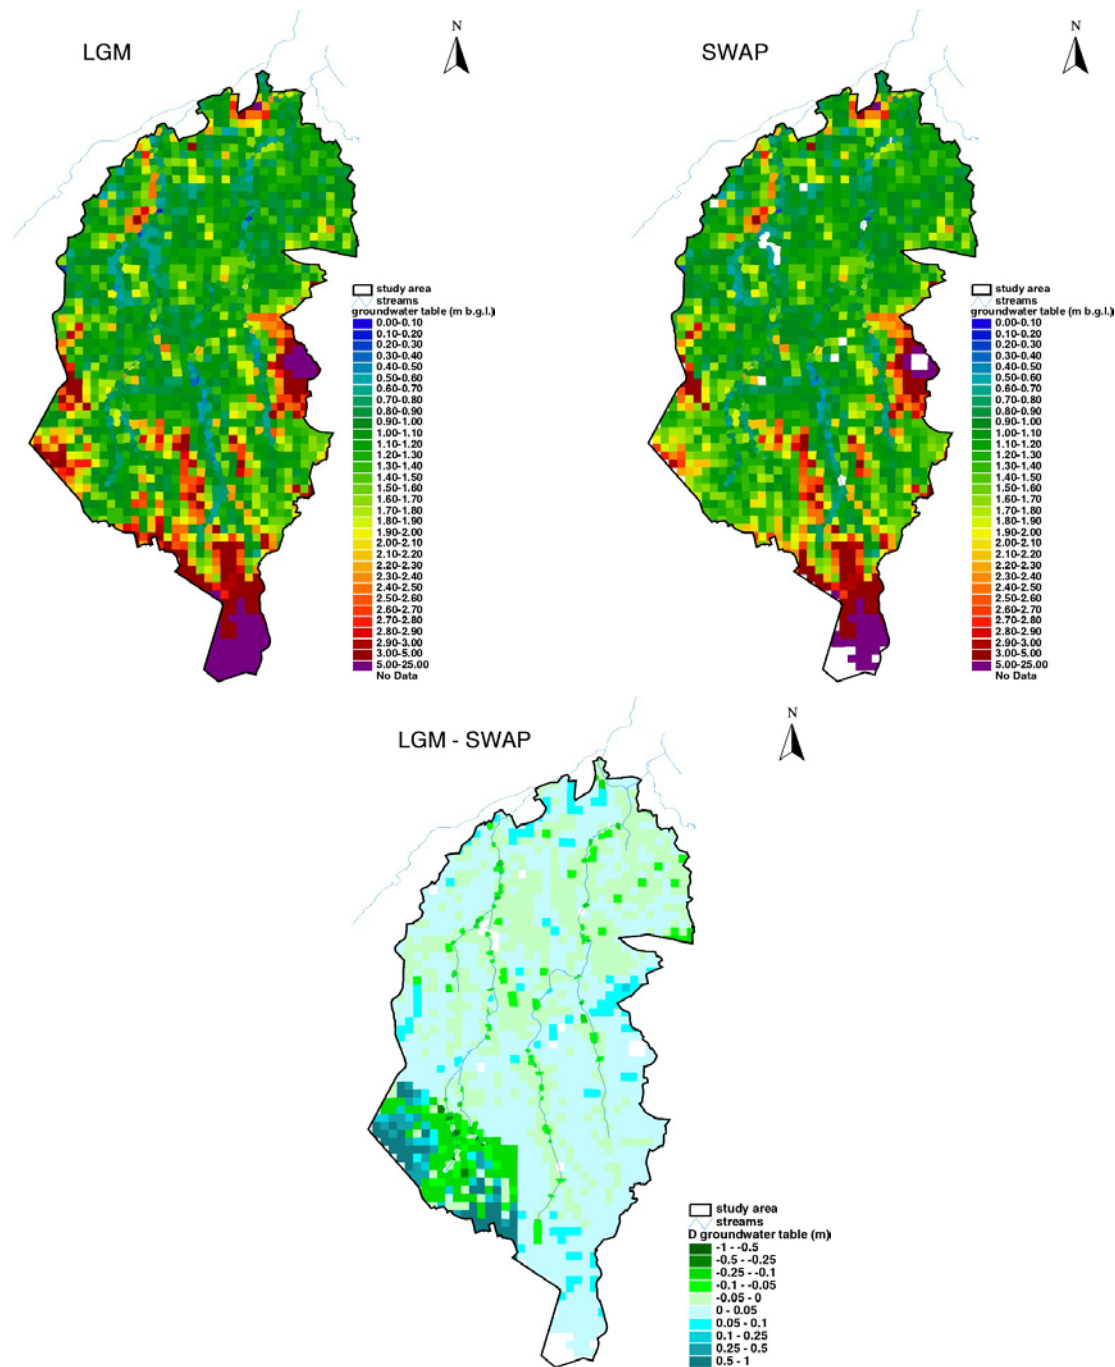 LGM
N
study area
streams
groundwater table (m b.g.l.)
0.00-0.10
0.10-0.20
0.20-0.30
0.30-0.40
0.40-0.50
0.50-0.60
0.60-0.70
0.70-0.80
0.80-0.90
0.90-1.00
1.00-1.10
1.10-1.20
1.20-1.30
1.30-1.40
1.40-1.50
1.50-1.60
1.60-1.70
1.70-1.80
1.80-1.90
1.90-2.00
2.00-2.10
2.10-2.20
2.20-2.30
2.30-2.40
2.40-2.50
2.50-2.60
2.60-2.70
2.70-2.80
2.80-2.90
2.90-3.00
3.00-5.00
5.00-25.00
No Data
SWAP
N
study area
streams
groundwater table (m b.g.l.)
0.00-0.10
0.10-0.20
0.20-0.30
0.30-0.40
0.40-0.50
0.50-0.60
0.60-0.70
0.70-0.80
0.80-0.90
0.90-1.00
1.00-1.10
1.10-1.20
1.20-1.30
1.30-1.40
1.40-1.50
1.50-1.60
1.60-1.70
1.70-1.80
1.80-1.90
1.90-2.00
2.00-2.10
2.10-2.20
2.20-2.30
2.30-2.40
2.40-2.50
2.50-2.60
2.60-2.70
2.70-2.80
2.80-2.90
2.90-3.00
3.00-5.00
5.00-25.00
No Data
LGM - SWAP
N
study area
streams
D groundwater table (m)
-1 - -0.5
-0.5 - -0.25
-0.25 - -0.1
-0.1 - -0.05
-0.05 - 0
0 - 0.05
0.05 - 0.1
0.1 - 0.25
0.25 - 0.5
0.5 - 1